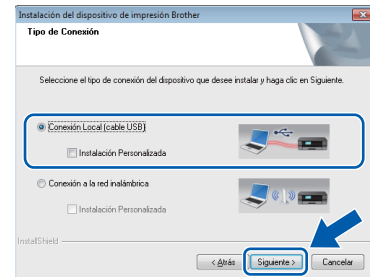 Instalación del dispositivo de impresión Brother
Tipo de Conexión
Seleccione el tipo de conexión del dispositivo que desee instalar y haga clic en Siguiente.
Conexión Local (cable USB)
Instalación Personalizada
Conexión a la red inalámbrica
Instalación Personalizada
InstallShield
< Atrás Siguiente > Cancelar